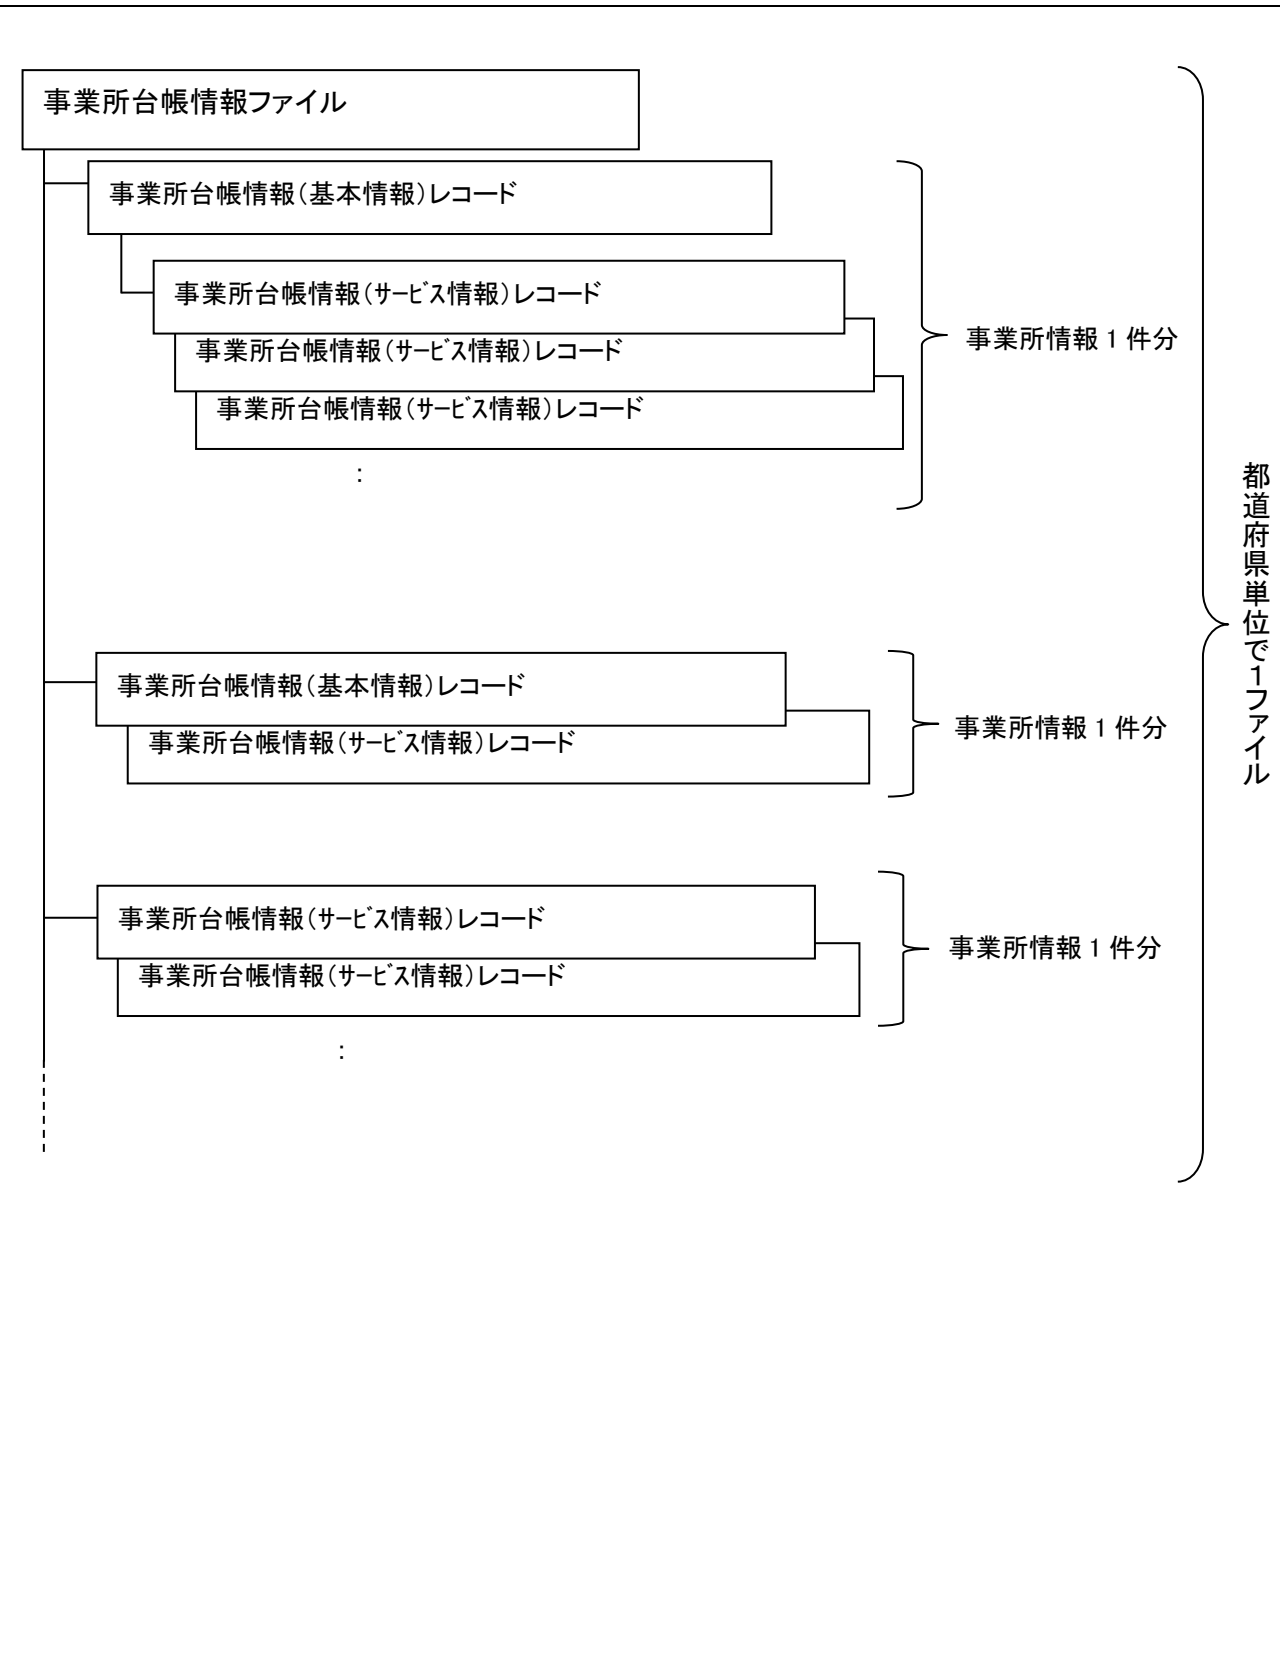 事業所台帳情報ファイル
事業所台帳情報（基本情報）レコード
事業所台帳情報（ｻｰﾋﾞｽ情報）レコード
事業所台帳情報（ｻｰﾋﾞｽ情報）レコード
事業所台帳情報（ｻｰﾋﾞｽ情報）レコード
：
事業所情報 1 件分
事業所台帳情報（基本情報）レコード
事業所台帳情報（ｻｰﾋﾞｽ情報）レコード
事業所情報 1 件分
事業所台帳情報（ｻｰﾋﾞｽ情報）レコード
事業所台帳情報（ｻｰﾋﾞｽ情報）レコード
：
事業所情報 1 件分
都道府県単位で１ファイル